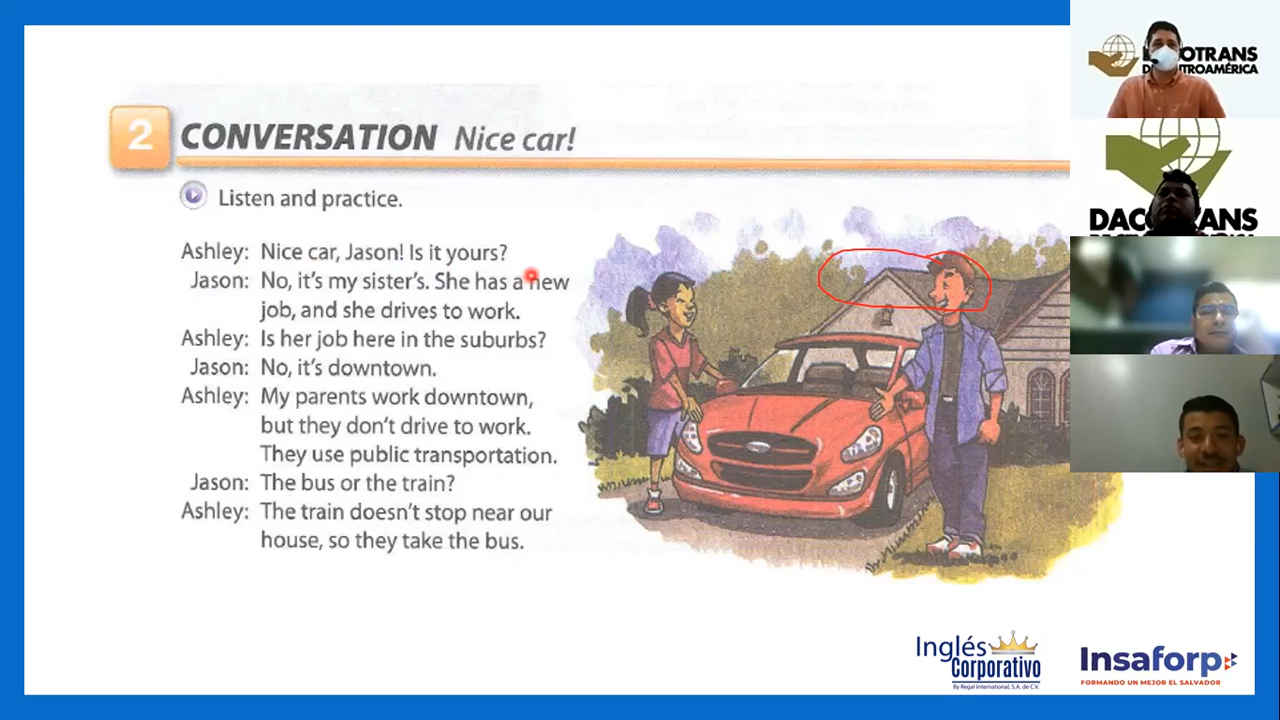 2 CONVERSATION Nice car!
Listen and practice.
Ashley: Nice car, Jason! Is it yours?
Jason: No, it's my sister's. She has a new
job, and she drives to work.
Ashley: Is her job here in the suburbs?
Jason: No, it's downtown.
Ashley: My parents work downtown,
but they don't drive to work.
They use public transportation.
Jason: The bus or the train?
Ashley: The train doesn't stop near our
house, so they take the bus.
Inglés
Corporativo
By Regal International, S.A. de C.V.
Insaforp
FORMANDO UN MEJOR EL SALVADOR